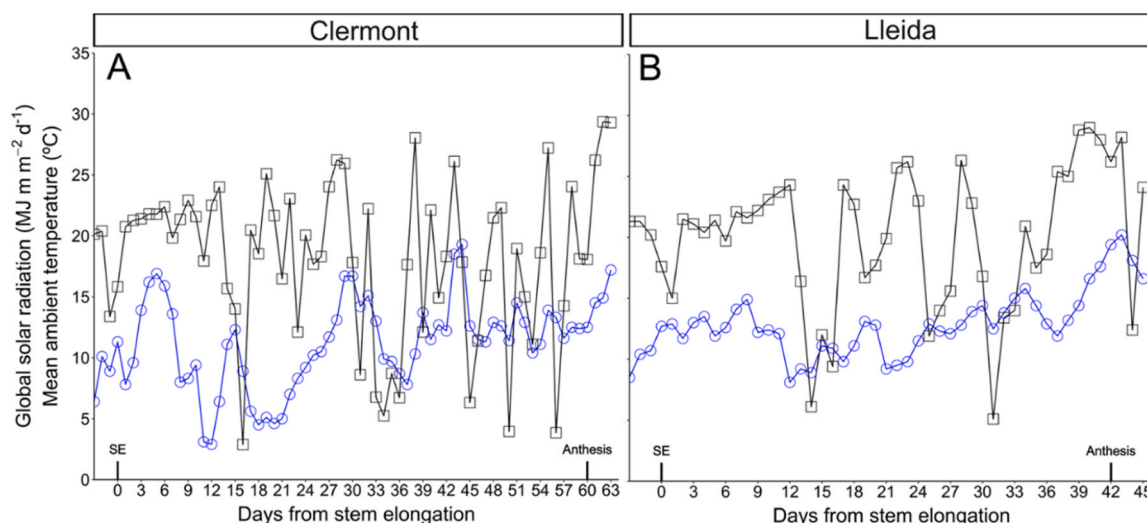 Clermont
Lleida
A
B
Global solar radiation (MJ m m⁻² d⁻¹)
Mean ambient temperature (ºC)
35
30
25
20
15
10
5
0
SE
Anthesis
SE
Anthesis
0 3 6 9 12 15 18 21 24 27 30 33 36 39 42 45 48 51 54 57 60 63
0 3 6 9 12 15 18 21 24 27 30 33 36 39 42 45
Days from stem elongation
Days from stem elongation